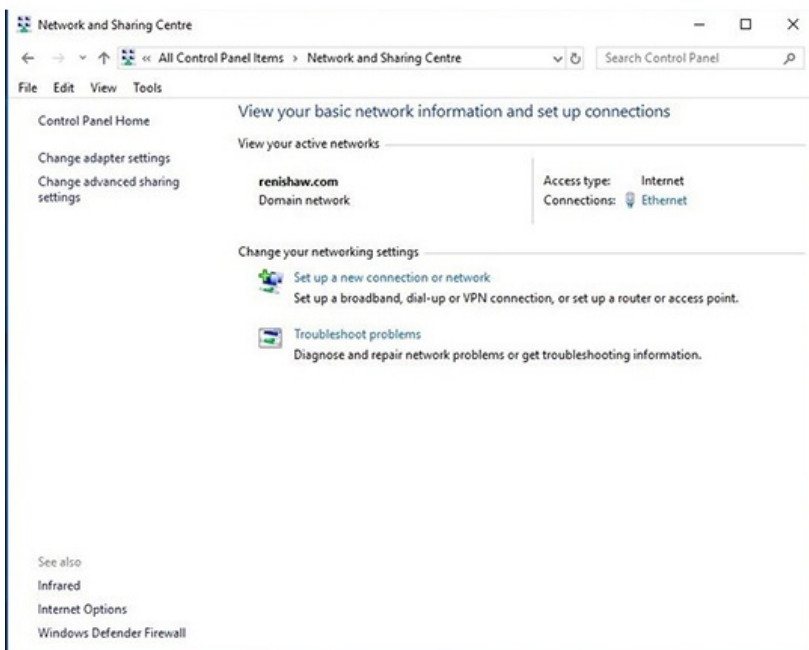 Network and Sharing Centre
« All Control Panel Items > Network and Sharing Centre
Search Control Panel
File Edit View Tools
Control Panel Home
Change adapter settings
Change advanced sharing
settings
View your basic network information and set up connections
View your active networks
renishaw.com
Domain network
Access type: Internet
Connections: Ethernet
Change your networking settings
Set up a new connection or network
Set up a broadband, dial-up or VPN connection, or set up a router or access point.
Troubleshoot problems
Diagnose and repair network problems or get troubleshooting information.
See also
Infrared
Internet Options
Windows Defender Firewall